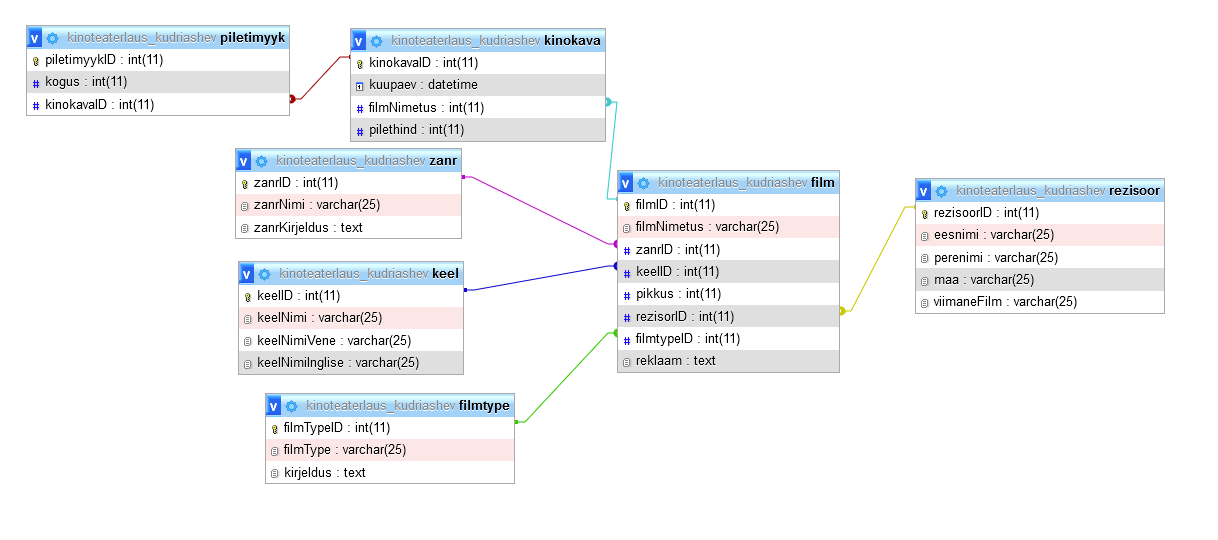 v kinoteaterlaus_kudriashev piletimyyk
piletimyykID : int(11)
kogus : int(11)
kinokavaID : int(11)
v kinoteaterlaus_kudriashev kinokava
kinokavaID : int(11)
kuupaev : datetime
filmNimetus : int(11)
pilethind : int(11)
v kinoteaterlaus_kudriashev zanr
zanrID : int(11)
zanrNimi : varchar(25)
zanrKirjeldus : text
v kinoteaterlaus_kudriashev keel
keelID : int(11)
keelNimi : varchar(25)
keelNimiVene : varchar(25)
keelNimiInglise : varchar(25)
v kinoteaterlaus_kudriashev filmtype
filmTypeID : int(11)
filmType : varchar(25)
kirjeldus : text
v kinoteaterlaus_kudriashev film
filmID : int(11)
filmNimetus : varchar(25)
zanrID : int(11)
keelID : int(11)
pikkus : int(11)
rezisorID : int(11)
filmtypeID : int(11)
reklaam : text
v kinoteaterlaus_kudriashev rezisoor
rezisoorID : int(11)
eesnimi : varchar(25)
perenimi : varchar(25)
maa : varchar(25)
viimaneFilm : varchar(25)